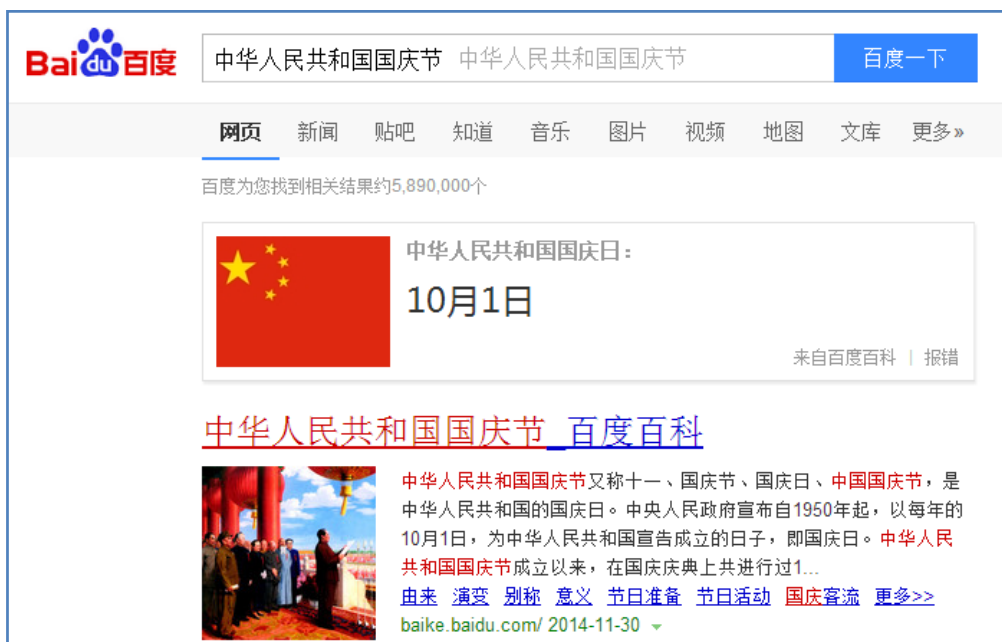 Bai du 百度
中华人民共和国国庆节 中华人民共和国国庆节
百度一下
网页 新闻 贴吧 知道 音乐 图片 视频 地图 文库 更多»
百度为您找到相关结果约5,890,000个
中华人民共和国国庆日：
10月1日
来自百度百科 | 报错
中华人民共和国国庆节_百度百科
中华人民共和国国庆节又称十一、国庆节、国庆日、中国国庆节，是
中华人民共和国的国庆日。中央人民政府宣布自1950年起，以每年的
10月1日，为中华人民共和国宣告成立的日子，即国庆日。中华人民
共和国国庆节成立以来，在国庆庆典上共进行过1...
由来 演变 别称 意义 节日准备 节日活动 国庆客流 更多>>
baike.baidu.com/ 2014-11-30